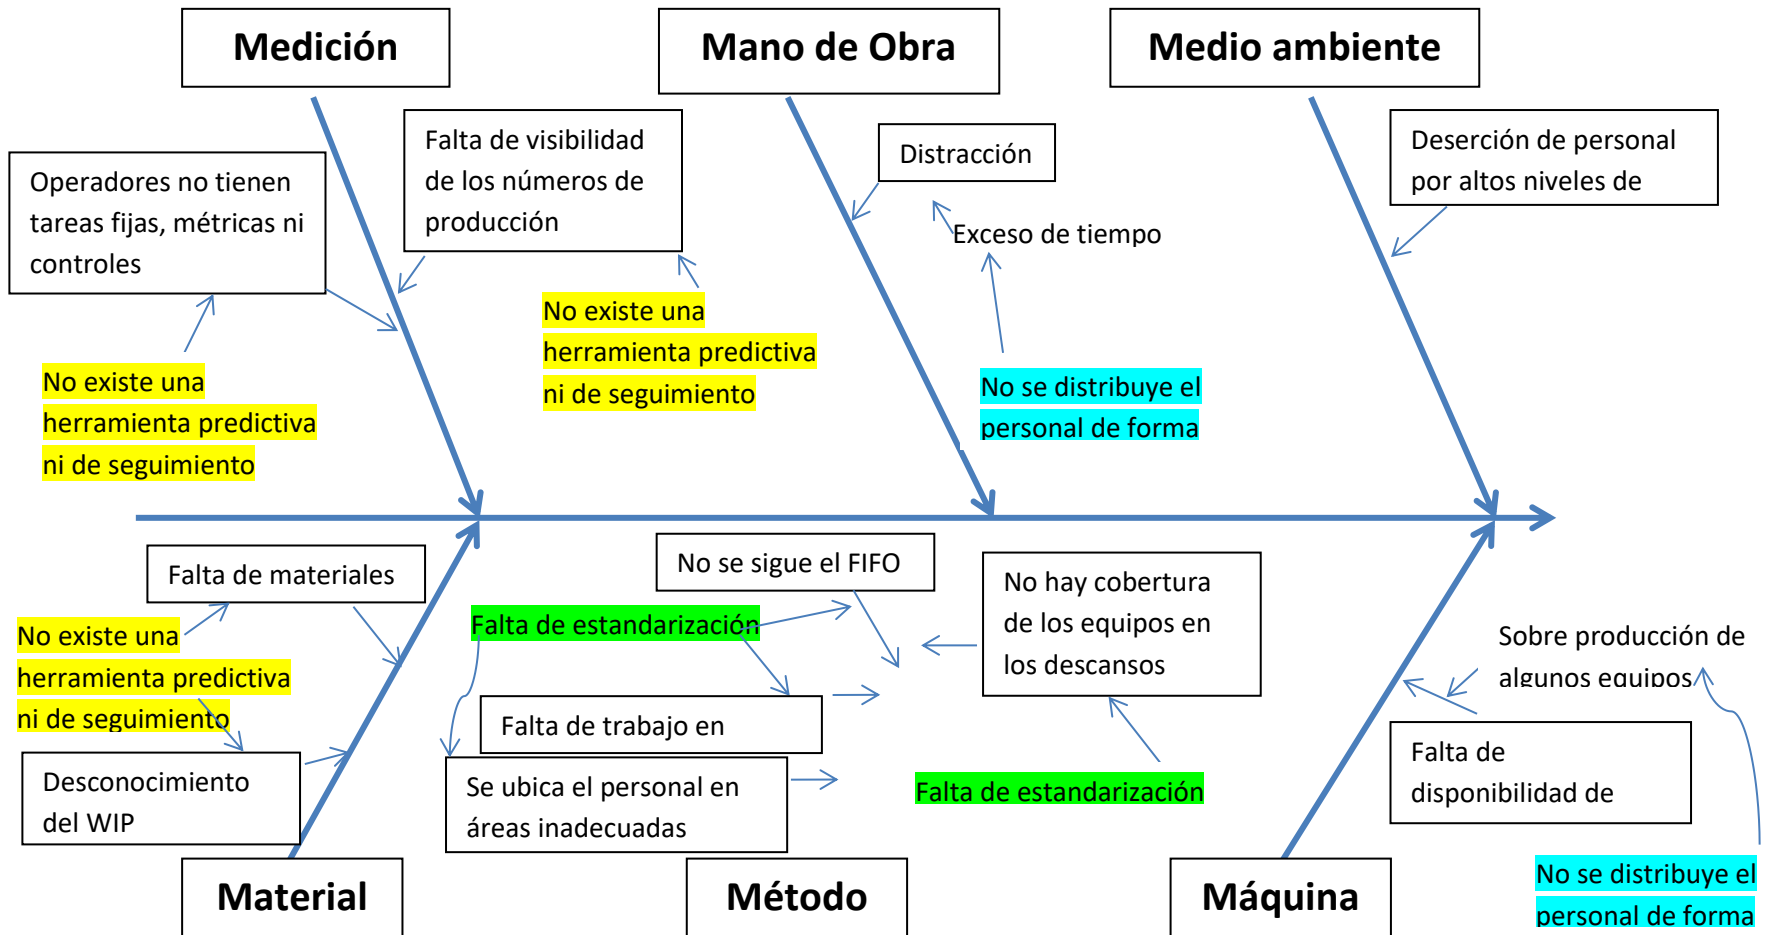 Medición
Mano de Obra
Medio ambiente
Operadores no tienen
tareas fijas, métricas ni
controles
Falta de visibilidad
de los números de
producción
Distracción
Exceso de tiempo
Deserción de personal
por altos niveles de
No existe una
herramienta predictiva
ni de seguimiento
No existe una
herramienta predictiva
ni de seguimiento
No se distribuye el
personal de forma
Falta de materiales
No existe una
herramienta predictiva
ni de seguimiento
Desconocimiento
del WIP
No se sigue el FIFO
Falta de estandarización
Falta de trabajo en
Se ubica el personal en
áreas inadecuadas
No hay cobertura
de los equipos en
los descansos
Falta de estandarización
Sobre producción de
algunos equipos
Falta de
disponibilidad de
No se distribuye el
personal de forma
Material
Método
Máquina